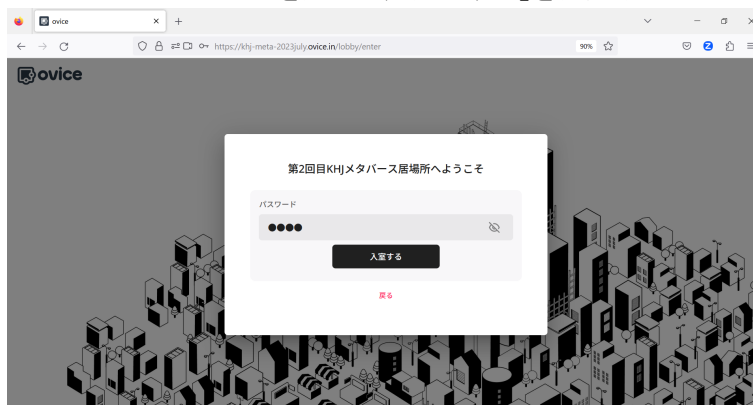 ovice
https://khj-meta-2023july.ovice.in/lobby/enter
90%
ovice
第2回目KHJメタバース居場所へようこそ
パスワード
入室する
戻る